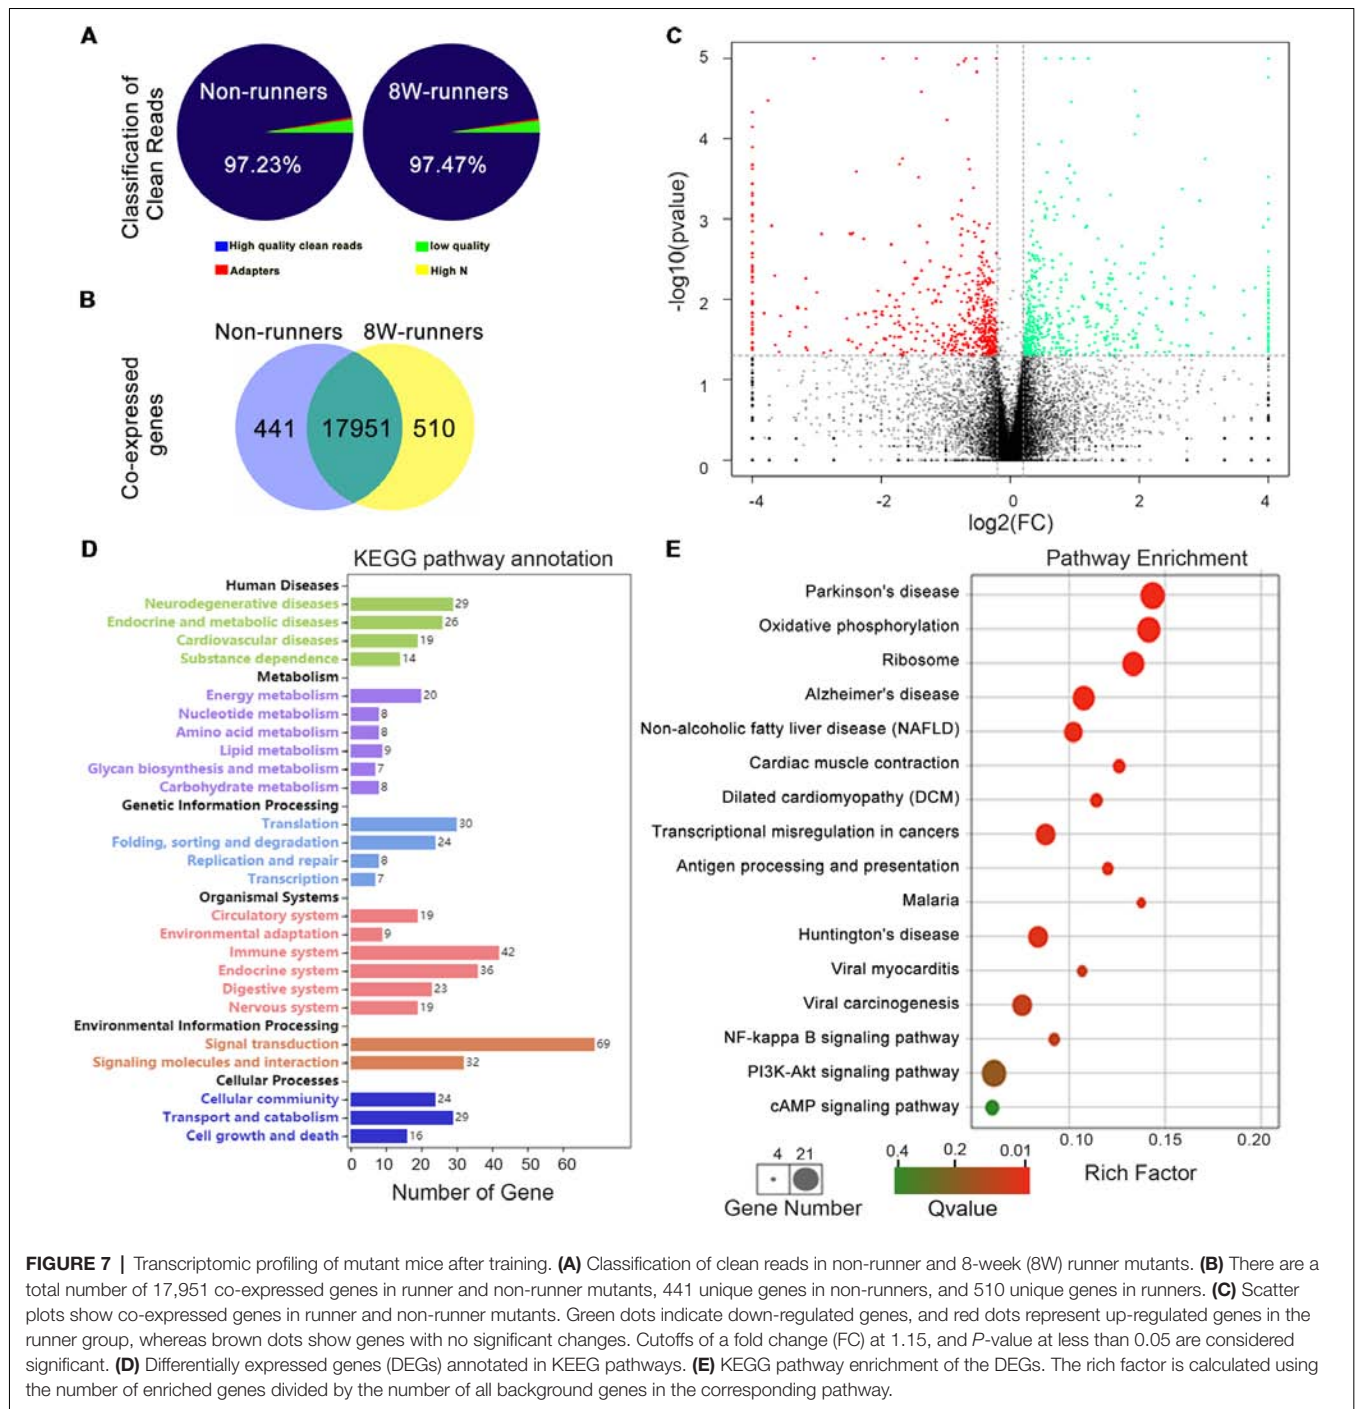 A
Classification of
Clean Reads
Non-runners
97.23%
8W-runners
97.47%
High quality clean reads
low quality
Adapters
High N
B
Co-expressed
genes
Non-runners
8W-runners
441
17951
510
C
-log10(pvalue)
5
4
3
2
1
0
-4
-2
0
2
4
log2(FC)
D
KEGG pathway annotation
Human Diseases
Neurodegenerative diseases 29
Endocrine and metabolic diseases 26
Cardiovascular diseases 19
Substance dependence 14
Metabolism
Energy metabolism 20
Nucleotide metabolism 8
Amino acid metabolism 8
Lipid metabolism 9
Glycan biosynthesis and metabolism 7
Carbohydrate metabolism 8
Genetic Information Processing
Translation 30
Folding, sorting and degradation 24
Replication and repair 8
Transcription 7
Organismal Systems
Circulatory system 19
Environmental adaptation 9
Immune system 42
Endocrine system 36
Digestive system 23
Nervous system 19
Environmental Information Processing
Signal transduction 69
Signaling molecules and interaction 32
Cellular Processes
Cellular commiunity 24
Transport and catabolism 29
Cell growth and death 16
0 10 20 30 40 50 60
Number of Gene
E
Pathway Enrichment
Parkinson's disease
Oxidative phosphorylation
Ribosome
Alzheimer's disease
Non-alcoholic fatty liver disease (NAFLD)
Cardiac muscle contraction
Dilated cardiomyopathy (DCM)
Transcriptional misregulation in cancers
Antigen processing and presentation
Malaria
Huntington's disease
Viral myocarditis
Viral carcinogenesis
NF-kappa B signaling pathway
PI3K-Akt signaling pathway
cAMP signaling pathway
0.10 0.15 0.20
Rich Factor
4 21
Gene Number
0.4 0.2 0.01
Qvalue
FIGURE 7 | Transcriptomic profiling of mutant mice after training. (A) Classification of clean reads in non-runner and 8-week (8W) runner mutants. (B) There are a
total number of 17,951 co-expressed genes in runner and non-runner mutants, 441 unique genes in non-runners, and 510 unique genes in runners. (C) Scatter
plots show co-expressed genes in runner and non-runner mutants. Green dots indicate down-regulated genes, and red dots represent up-regulated genes in the
runner group, whereas brown dots show genes with no significant changes. Cutoffs of a fold change (FC) at 1.15, and P-value at less than 0.05 are considered
significant. (D) Differentially expressed genes (DEGs) annotated in KEEG pathways. (E) KEGG pathway enrichment of the DEGs. The rich factor is calculated using
the number of enriched genes divided by the number of all background genes in the corresponding pathway.